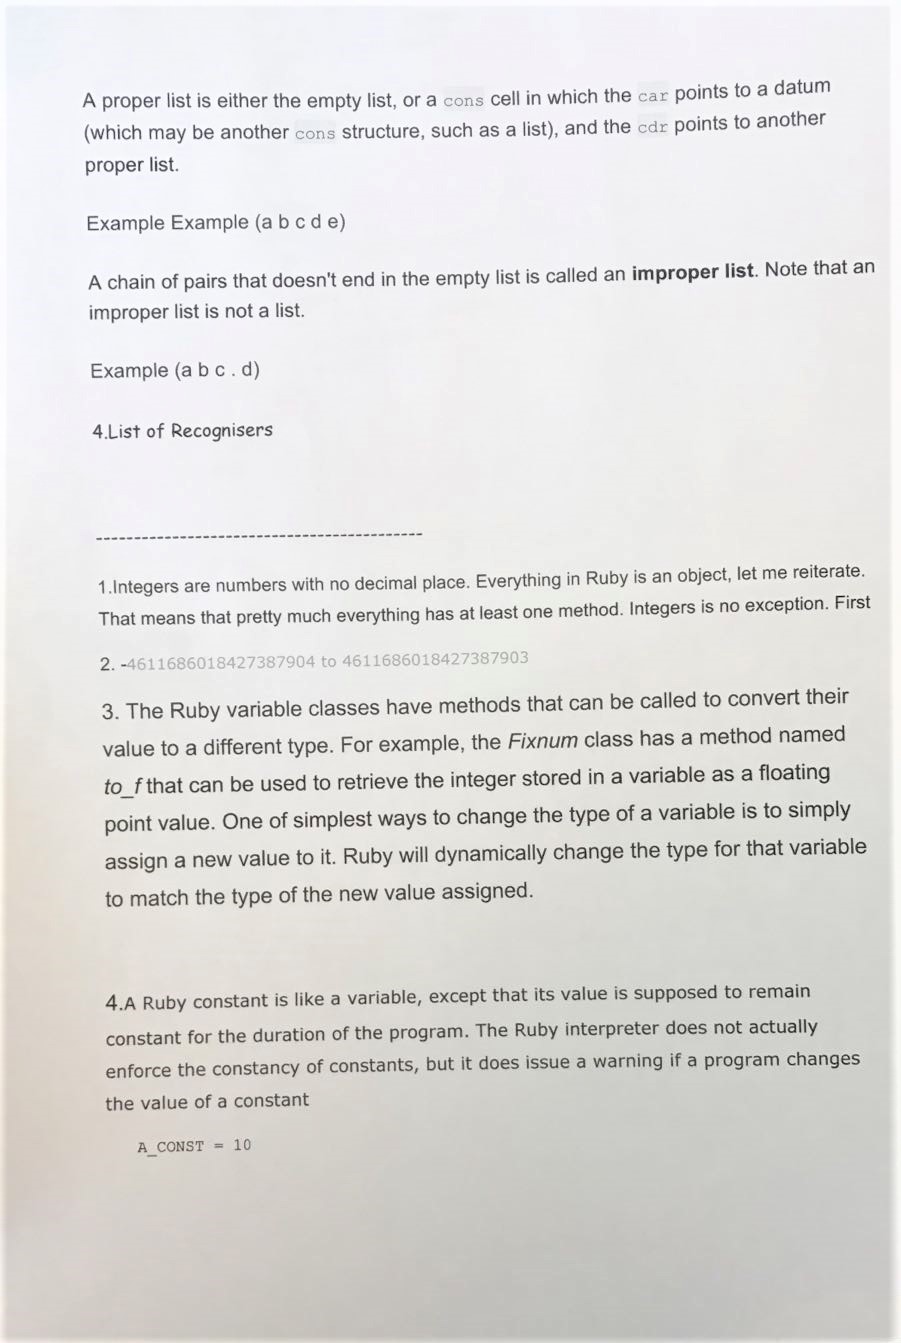 A proper list is either the empty list, or a cons cell in which the car points to a datum
(which may be another cons structure, such as a list), and the cdr points to another
proper list.
Example Example (a b c d e)
A chain of pairs that doesn't end in the empty list is called an improper list. Note that an
improper list is not a list.
Example (a b c . d)
4.List of Recognisers
-------------------------------------------
1.Integers are numbers with no decimal place. Everything in Ruby is an object, let me reiterate.
That means that pretty much everything has at least one method. Integers is no exception. First
2. -4611686018427387904 to 4611686018427387903
3. The Ruby variable classes have methods that can be called to convert their
value to a different type. For example, the Fixnum class has a method named
to_f that can be used to retrieve the integer stored in a variable as a floating
point value. One of simplest ways to change the type of a variable is to simply
assign a new value to it. Ruby will dynamically change the type for that variable
to match the type of the new value assigned.
4.A Ruby constant is like a variable, except that its value is supposed to remain
constant for the duration of the program. The Ruby interpreter does not actually
enforce the constancy of constants, but it does issue a warning if a program changes
the value of a constant
A_CONST = 10